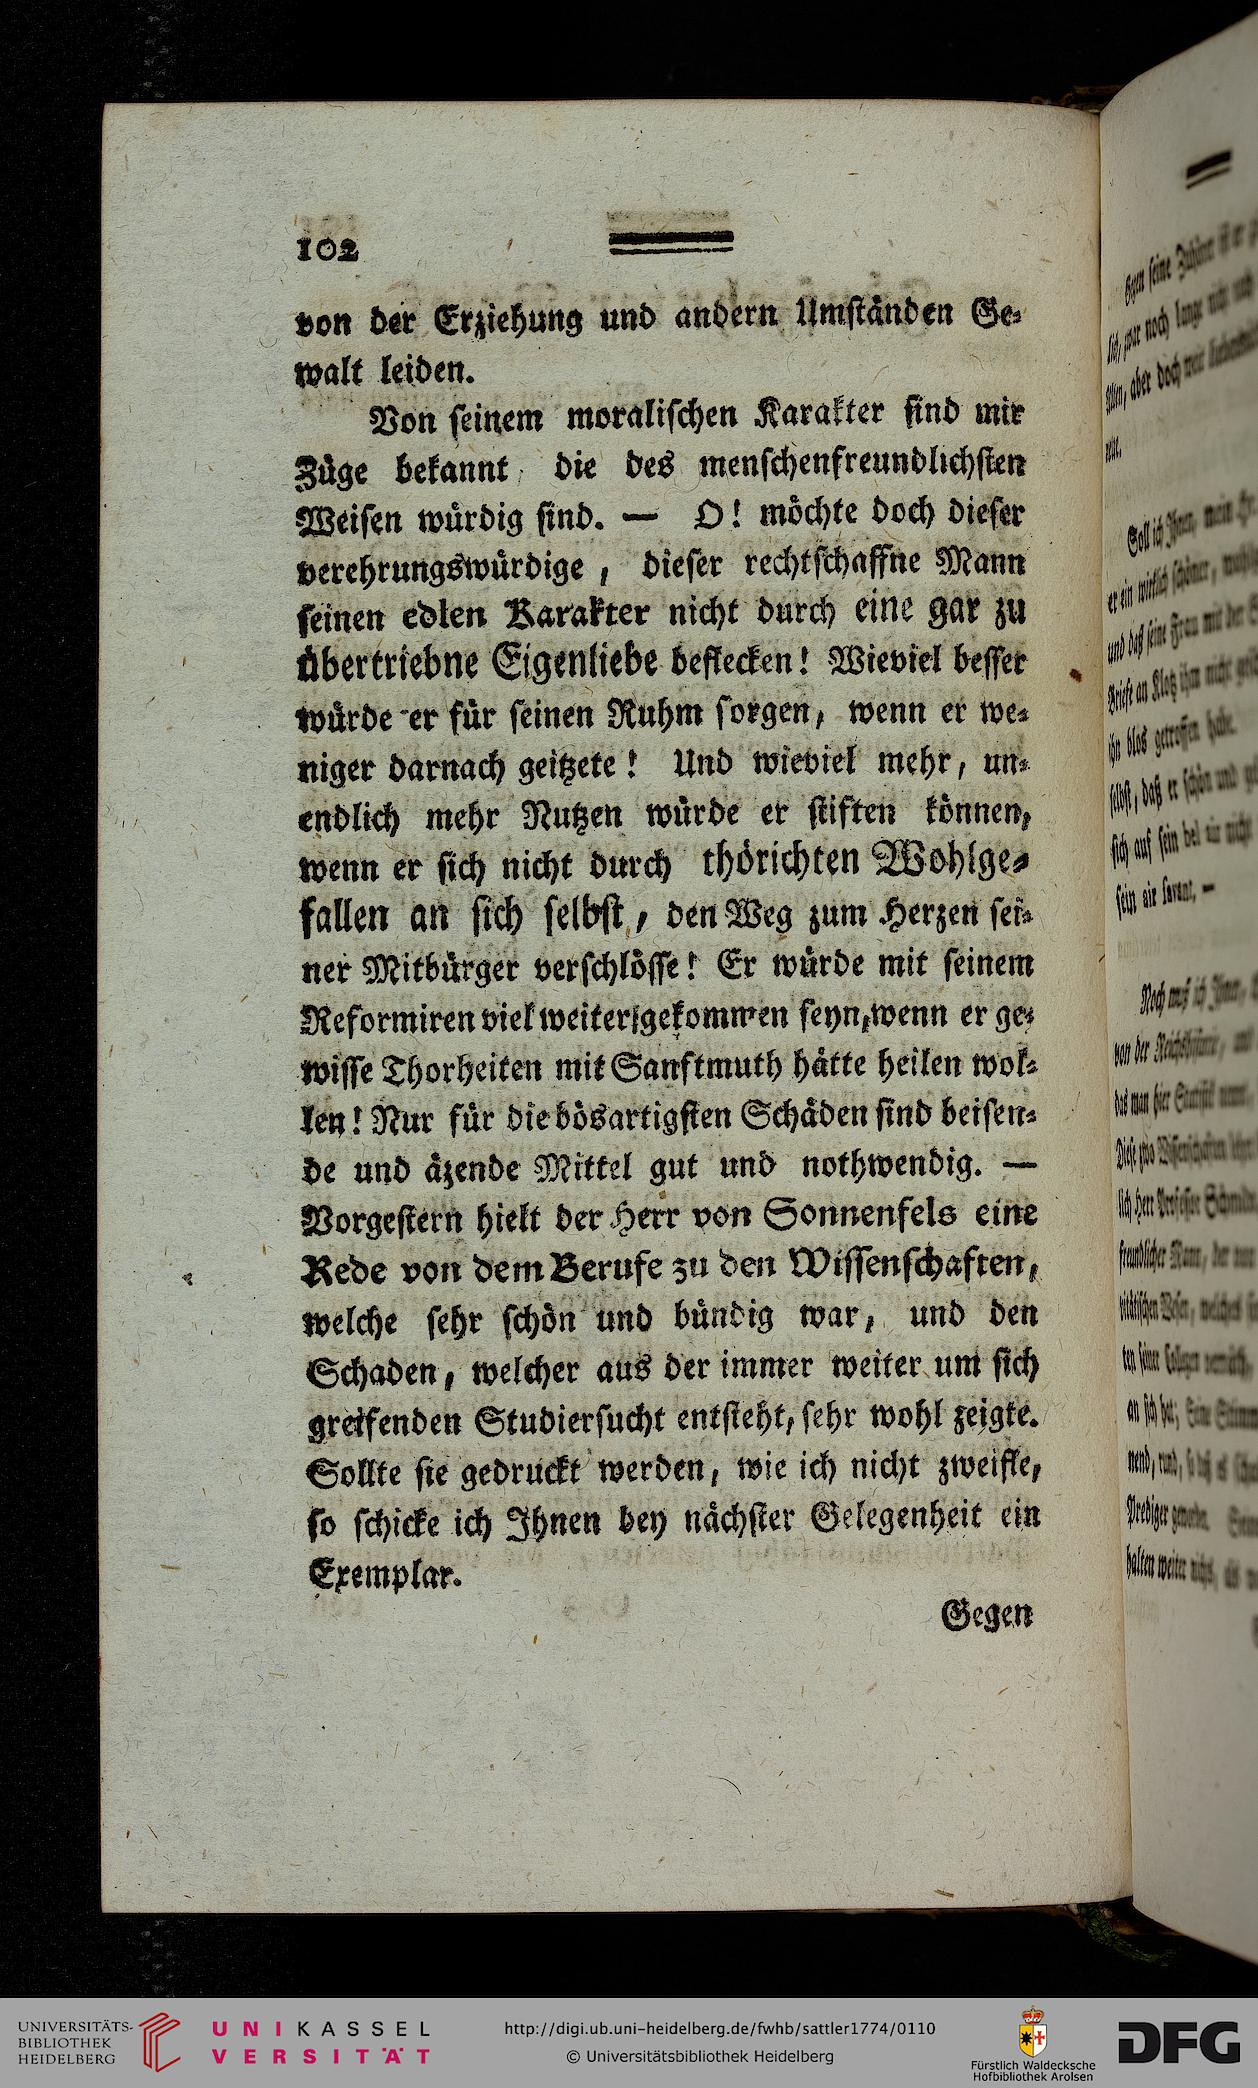 102
von der Erziehung und andern Umständen Ge-
walt leiden.
Von seinem moralischen Karakter sind mir
Züge bekannt, die des menschenfreundlichsten
Weisen würdig sind. — O! möchte doch dieser
verehrungswürdige, dieser rechtschaffne Mann
seinen edlen Karakter nicht durch eine gar zu
übertriebne Eigenliebe beflecken! Wieviel besser
würde er für seinen Ruhm sorgen, wenn er we-
niger darnach geitzete! Und wieviel mehr, un-
endlich mehr Nutzen würde er stiften können,
wenn er sich nicht durch thörichten Wohlge-
fallen an sich selbst, den Weg zum Herzen sei-
ner Mitbürger verschlösse! Er würde mit seinem
Reformiren viel weiter gekommen seyn, wenn er ge-
wisse Thorheiten mit Sanftmuth hätte heilen wol-
len! Nur für die bösartigsten Schäden sind beisen-
de und äzende Mittel gut und nothwendig. —
Vorgestern hielt der Herr von Sonnenfels eine
Rede von dem Berufe zu den Wissenschaften,
welche sehr schön und bündig war, und den
Schaden, welcher aus der immer weiter um sich
greifenden Studiersucht entsteht, sehr wohl zeigte.
Sollte sie gedruckt werden, wie ich nicht zweifle,
so schicke ich Ihnen bey nächster Gelegenheit ein
Exemplar.
Gegen
UNIVERSITÄTS-
BIBLIOTHEK
HEIDELBERG
UNIKASSEL
VERSITÄT
http://digi.ub.uni-heidelberg.de/fwhb/sattler1774/0110
© Universitätsbibliothek Heidelberg
Fürstlich Waldecksche
Hofbibliothek Arolsen
DFG